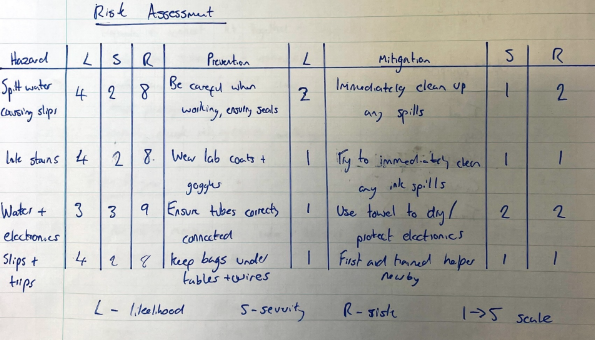 Risk Assessment
Hazard L S R Prevention L Mitigation S R
Spilt water 4 2 8 Be careful when 2 Immediately clean up 1 2
causing slips working, ensuring seals any spills
Ink stains 4 2 8. Wear lab coats + 1 Try to immediately clean 1 1
goggles any ink spills
Water + 3 3 9 Ensure tubes correctly 1 Use towel to dry/ 2 2
electronics connected protect electronics
Slips + 4 2 8 Keep bags under 1 First aid trained helper 1 1
trips tables + wires nearby
L - likelihood S - severity R - risk 1→5 scale